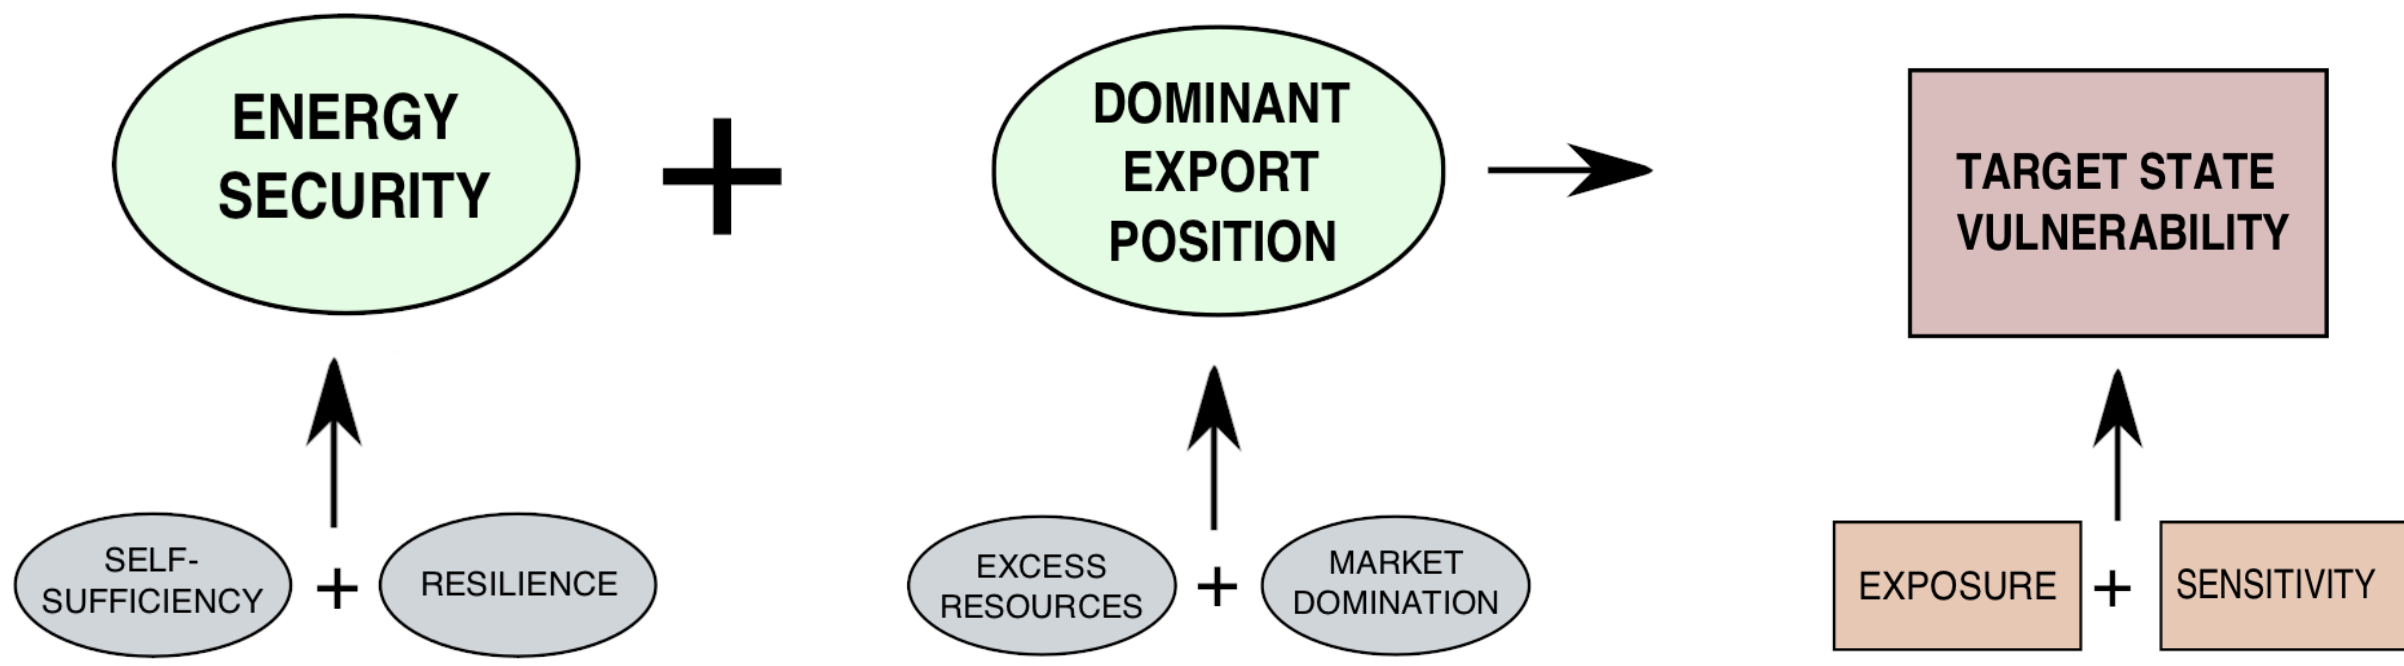 ENERGY
SECURITY
+
DOMINANT
EXPORT
POSITION
TARGET STATE
VULNERABILITY
SELF-
SUFFICIENCY
+
RESILIENCE
EXCESS
RESOURCES
+
MARKET
DOMINATION
EXPOSURE
+
SENSITIVITY